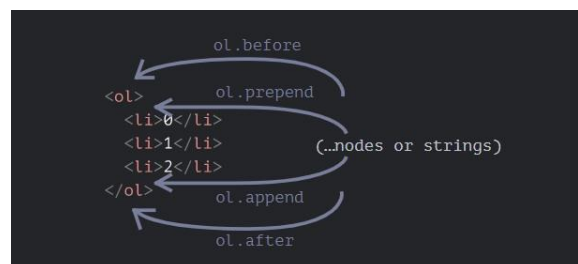 ol.before
<ol>
ol.prepend
<li>0</li>
<li>1</li>
(…nodes or strings)
<li>2</li>
</ol>
ol.append
ol.after